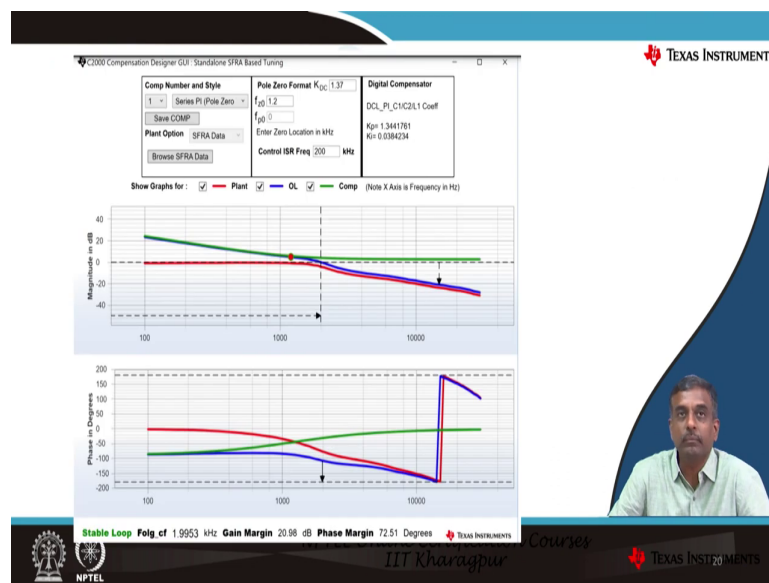 TEXAS INSTRUMENT
C2000 Compensation Designer GUI : Standalone SFRA Based Tuning
Comp Number and Style
1 Series PI (Pole Zero
Save COMP
Plant Option SFRA Data
Browse SFRA Data
Pole Zero Format KDC 1.37
fz0 1.2
fp0 0
Enter Zero Location in kHz
Control ISR Freq 200 kHz
Digital Compensator
DCL_PI_C1/C2/L1 Coeff
Kp= 1.3441761
Ki= 0.0384234
Show Graphs for : Plant OL Comp (Note X Axis is Frequency in Hz)
Magnitude in dB
40
20
0
-20
-40
100 1000 10000
Phase in Degrees
200
150
100
50
0
-50
-100
-150
-200
100 1000 10000
Stable Loop Folg_cf 1.9953 kHz Gain Margin 20.98 dB Phase Margin 72.51 Degrees TEXAS INSTRUMENTS
Courses
IIT Kharagpur
NPTEL
TEXAS INSTRUMENTS
20